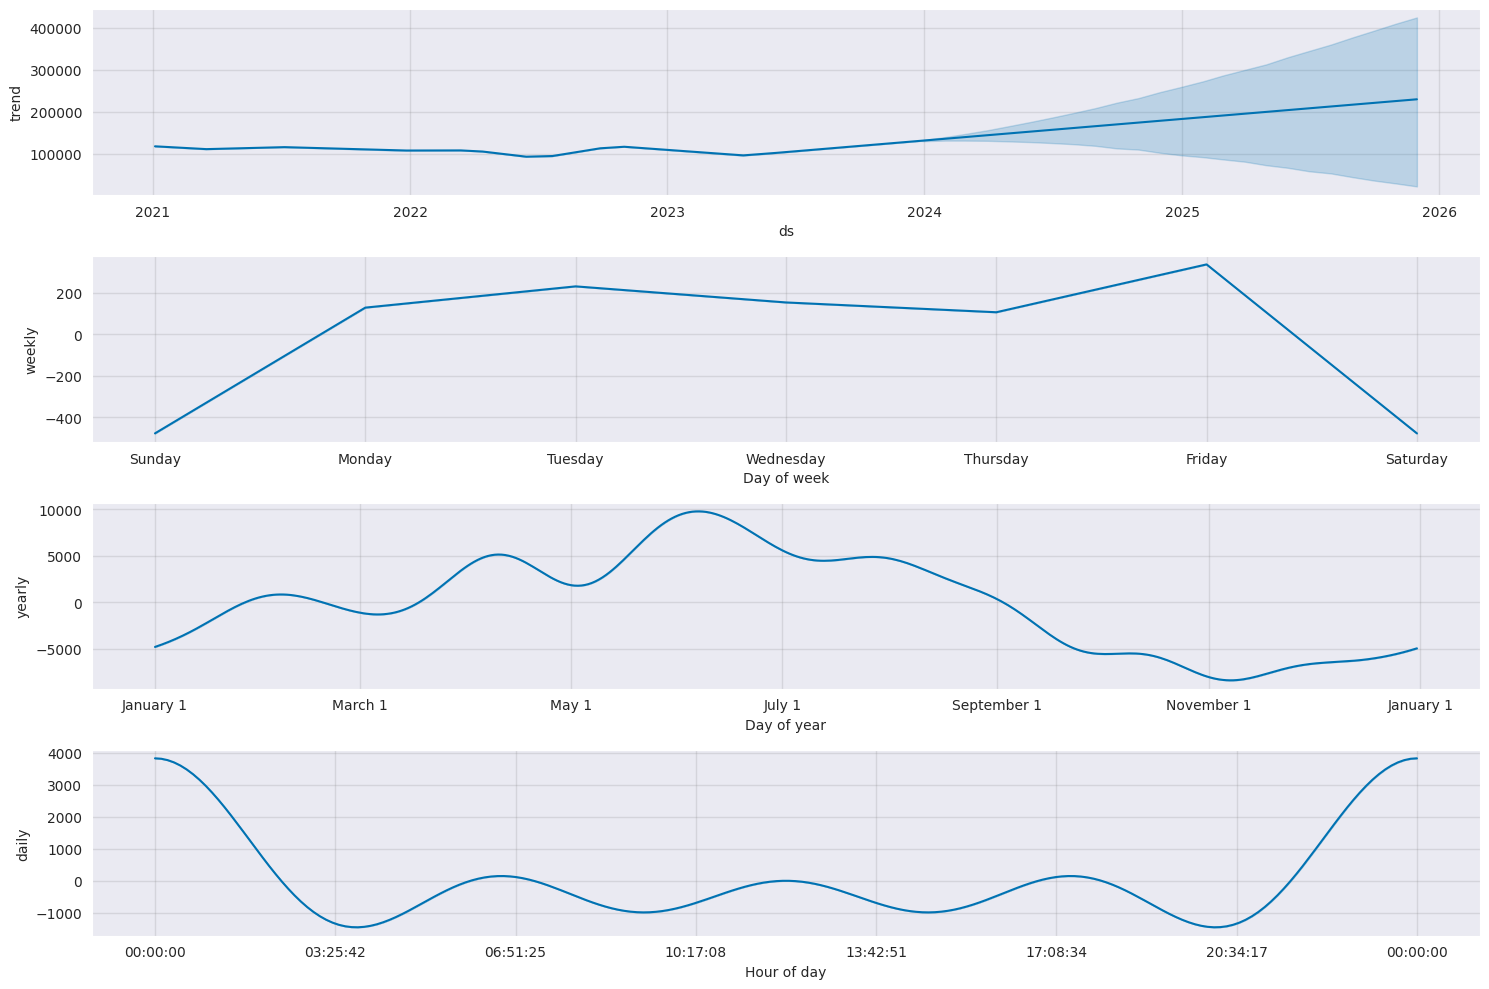 400000
300000
200000
100000
trend
2021 2022 2023 2024 2025 2026
ds
200
0
−200
−400
weekly
Sunday Monday Tuesday Wednesday Thursday Friday Saturday
Day of week
10000
5000
0
−5000
yearly
January 1 March 1 May 1 July 1 September 1 November 1 January 1
Day of year
4000
3000
2000
1000
0
−1000
daily
00:00:00 03:25:42 06:51:25 10:17:08 13:42:51 17:08:34 20:34:17 00:00:00
Hour of day